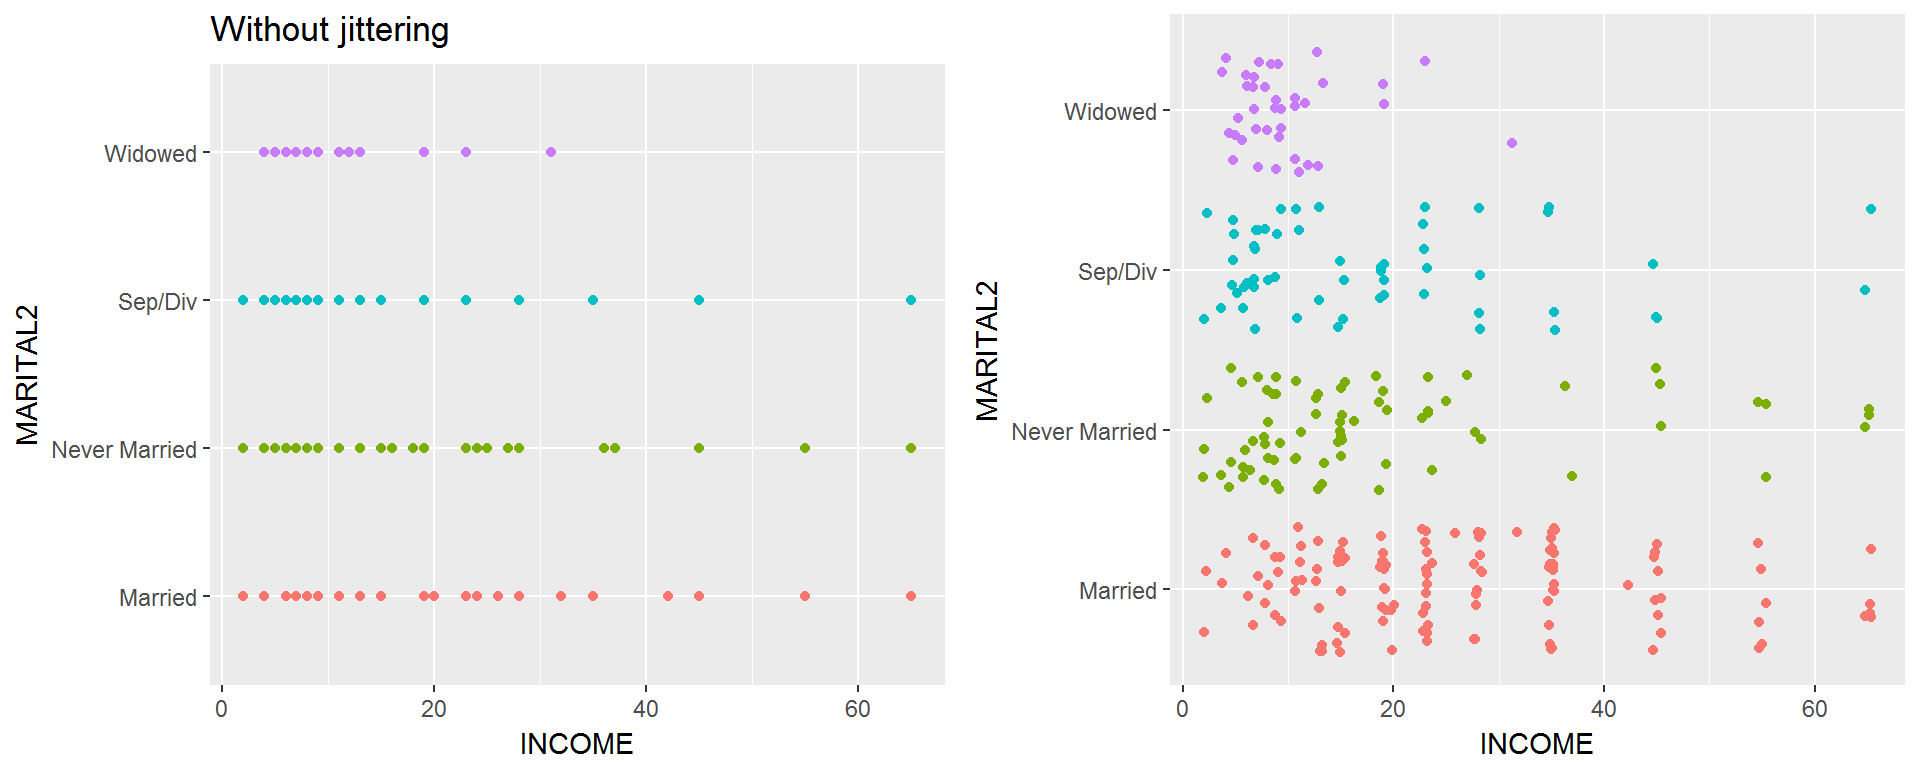 Without jittering
MARITAL2
Widowed
Sep/Div
Never Married
Married
0 20 40 60
INCOME
MARITAL2
Widowed
Sep/Div
Never Married
Married
0 20 40 60
INCOME